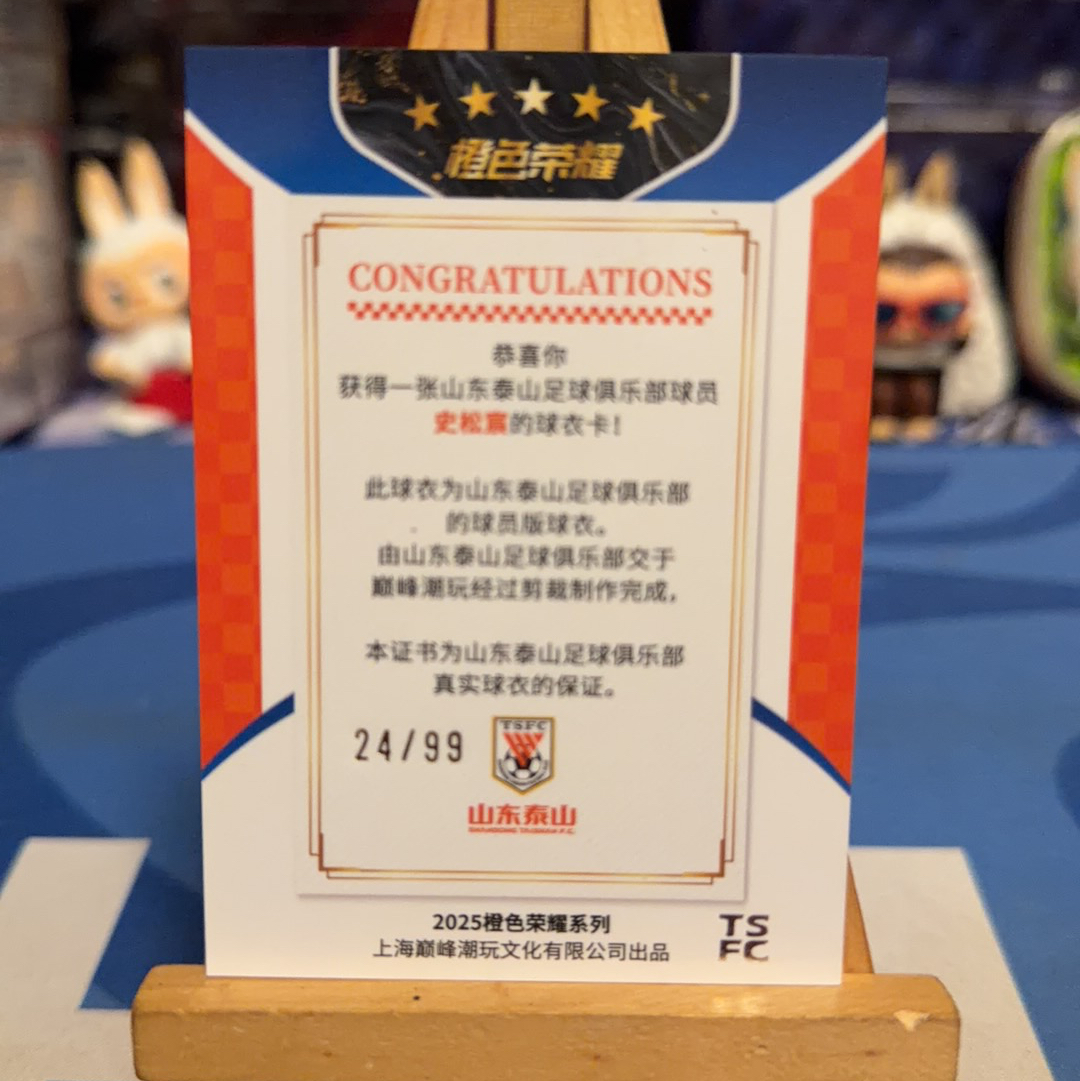 橙色荣耀
CONGRATULATIONS
恭喜你
获得一张山东泰山足球俱乐部球员
史松宸的球衣卡！
此球衣为山东泰山足球俱乐部
的球员版球衣。
由山东泰山足球俱乐部交于
巅峰潮玩经过剪裁制作完成，
本证书为山东泰山足球俱乐部
真实球衣的保证。
24/99
TSFC
山东泰山
SHANDONG TAISHAN F.C.
2025橙色荣耀系列
上海巅峰潮玩文化有限公司出品
TS
FC